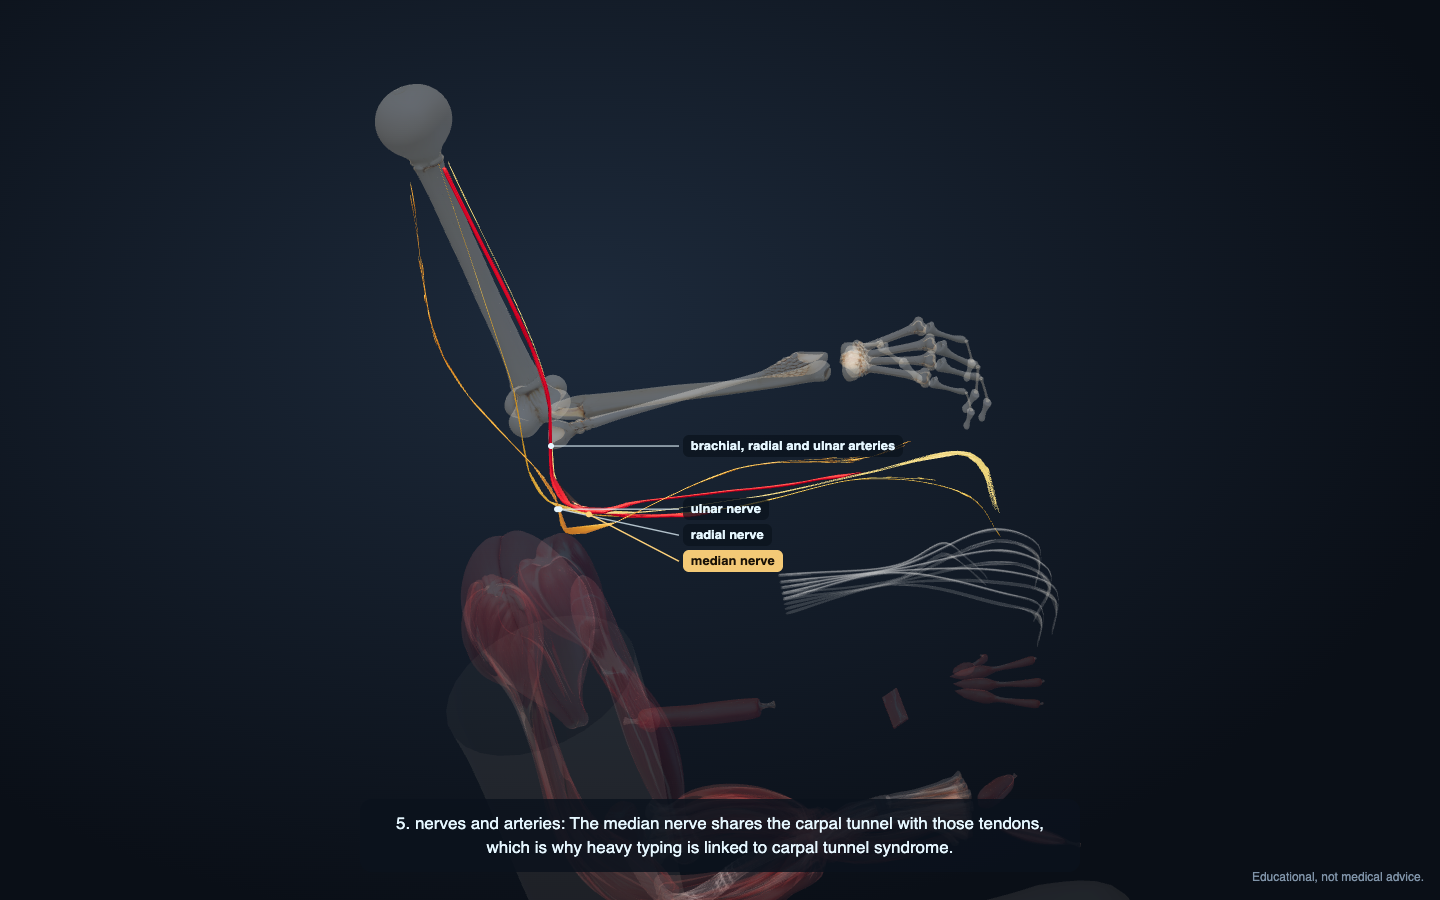 brachial, radial and ulnar arteries
ulnar nerve
radial nerve
median nerve
5. nerves and arteries: The median nerve shares the carpal tunnel with those tendons,
which is why heavy typing is linked to carpal tunnel syndrome.
Educational, not medical advice.